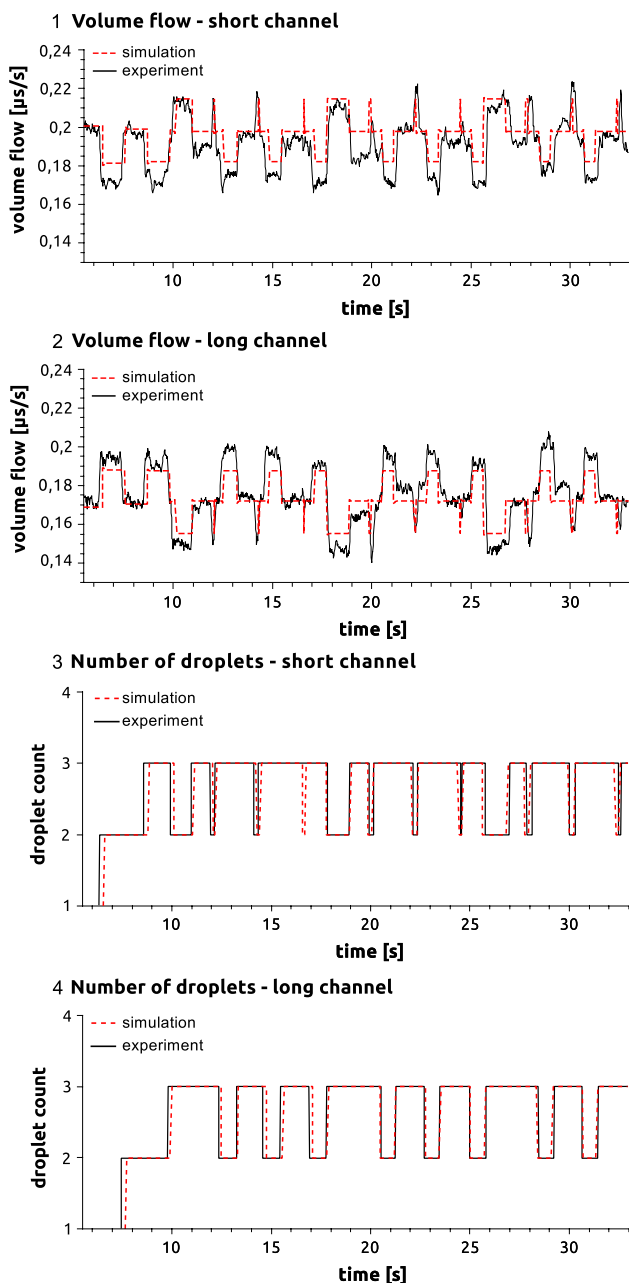 1 Volume flow - short channel
simulation
experiment
0,24
0,22
0,2
0,18
0,16
0,14
volume flow [µs/s]
10 15 20 25 30
time [s]
2 Volume flow - long channel
simulation
experiment
0,24
0,22
0,2
0,18
0,16
0,14
volume flow [µs/s]
10 15 20 25 30
time [s]
3 Number of droplets - short channel
simulation
experiment
4
3
2
1
droplet count
10 15 20 25 30
time [s]
4 Number of droplets - long channel
simulation
experiment
4
3
2
1
droplet count
10 15 20 25 30
time [s]